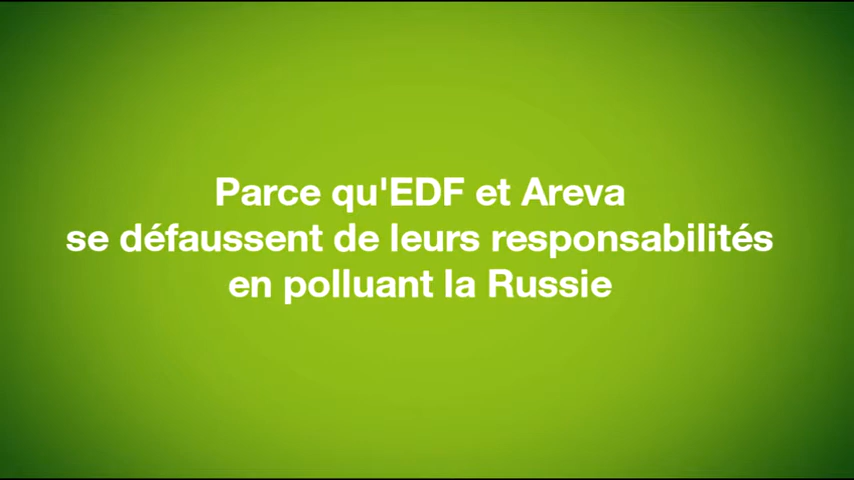 Parce qu'EDF et Areva
se défaussent de leurs responsabilités
en polluant la Russie